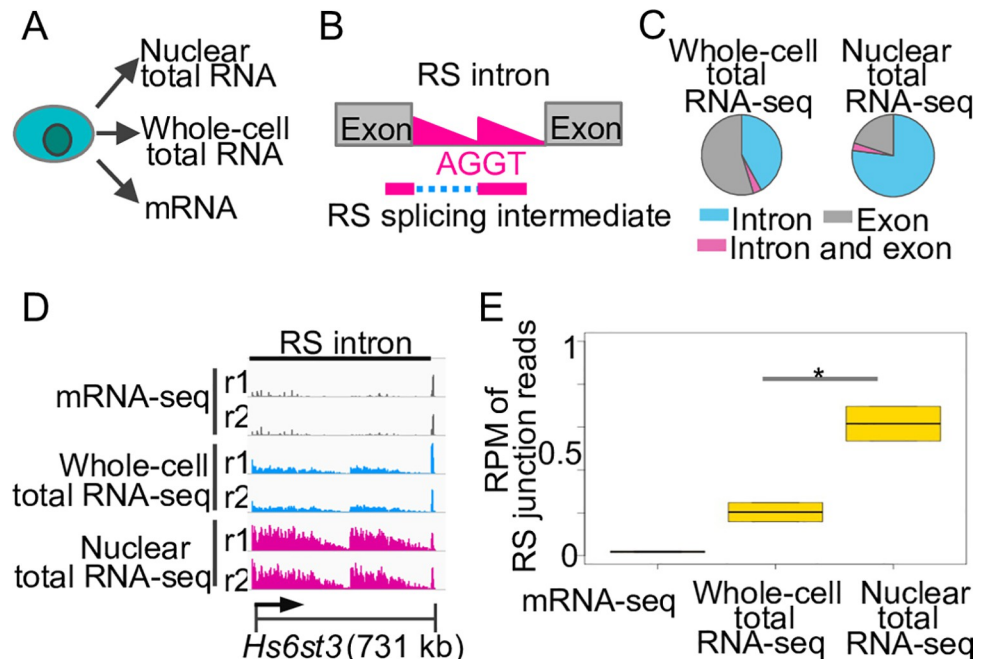 A
Nuclear
total RNA
Whole-cell
total RNA
mRNA
B
RS intron
Exon
Exon
AGGT
RS splicing intermediate
C
Whole-cell
total
RNA-seq
Nuclear
total
RNA-seq
Intron
Exon
Intron and exon
D
RS intron
mRNA-seq
r1
r2
Whole-cell
total RNA-seq
r1
r2
Nuclear
total RNA-seq
r1
r2
Hs6st3 (731 kb)
E
RPM of
RS junction reads
1
0.5
0
*
mRNA-seq
Whole-cell
total
RNA-seq
Nuclear
total
RNA-seq